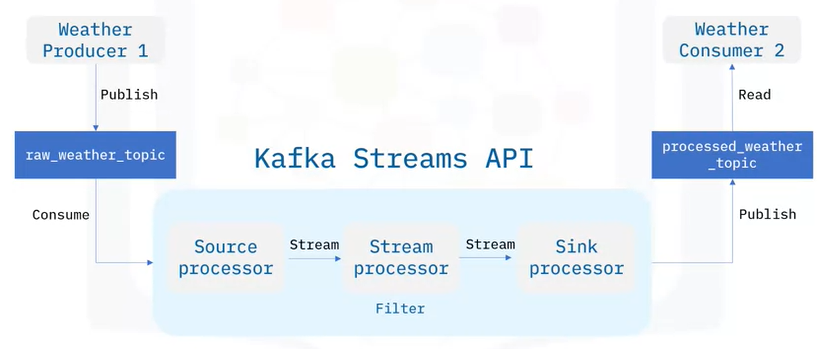 Weather
Producer 1
Publish
raw_weather_topic
Consume
Kafka Streams API
Source
processor
Stream
Stream
processor
Stream
Sink
processor
Filter
Weather
Consumer 2
Read
processed_weather
_topic
Publish